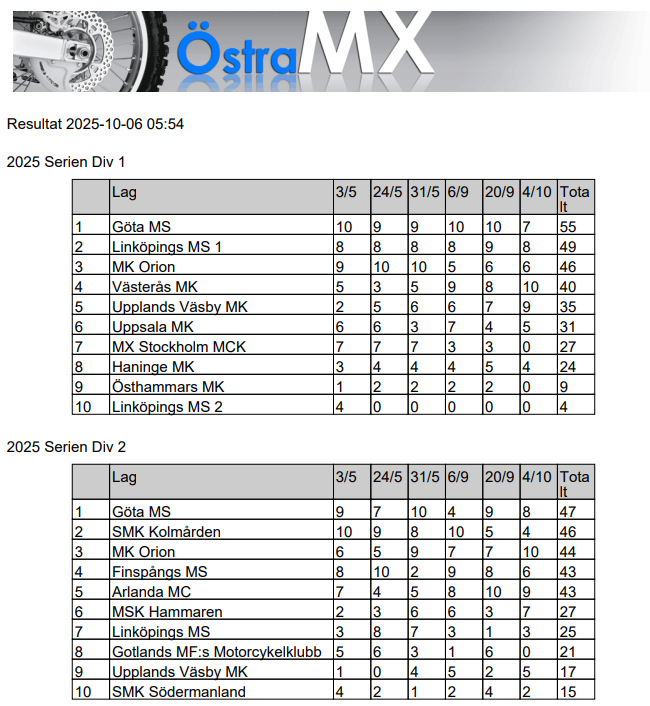 ÖstraMX
Resultat 2025-10-06 05:54
2025 Serien Div 1
Lag 3/5 24/5 31/5 6/9 20/9 4/10 Tota
lt
1 Göta MS 10 9 9 10 10 7 55
2 Linköpings MS 1 8 8 8 8 9 8 49
3 MK Orion 9 10 10 5 6 6 46
4 Västerås MK 5 3 5 9 8 10 40
5 Upplands Väsby MK 2 5 6 6 7 9 35
6 Uppsala MK 6 6 3 7 4 5 31
7 MX Stockholm MCK 7 7 7 3 3 0 27
8 Haninge MK 3 4 4 4 5 4 24
9 Östhammars MK 1 2 2 2 2 0 9
10 Linköpings MS 2 4 0 0 0 0 0 4
2025 Serien Div 2
Lag 3/5 24/5 31/5 6/9 20/9 4/10 Tota
lt
1 Göta MS 9 7 10 4 9 8 47
2 SMK Kolmården 10 9 8 10 5 4 46
3 MK Orion 6 5 9 7 7 10 44
4 Finspångs MS 8 10 2 9 8 6 43
5 Arlanda MC 7 4 5 8 10 9 43
6 MSK Hammaren 2 3 6 6 3 7 27
7 Linköpings MS 3 8 7 3 1 3 25
8 Gotlands MF:s Motorcykelklubb 5 6 3 1 6 0 21
9 Upplands Väsby MK 1 0 4 5 2 5 17
10 SMK Södermanland 4 2 1 2 4 2 15